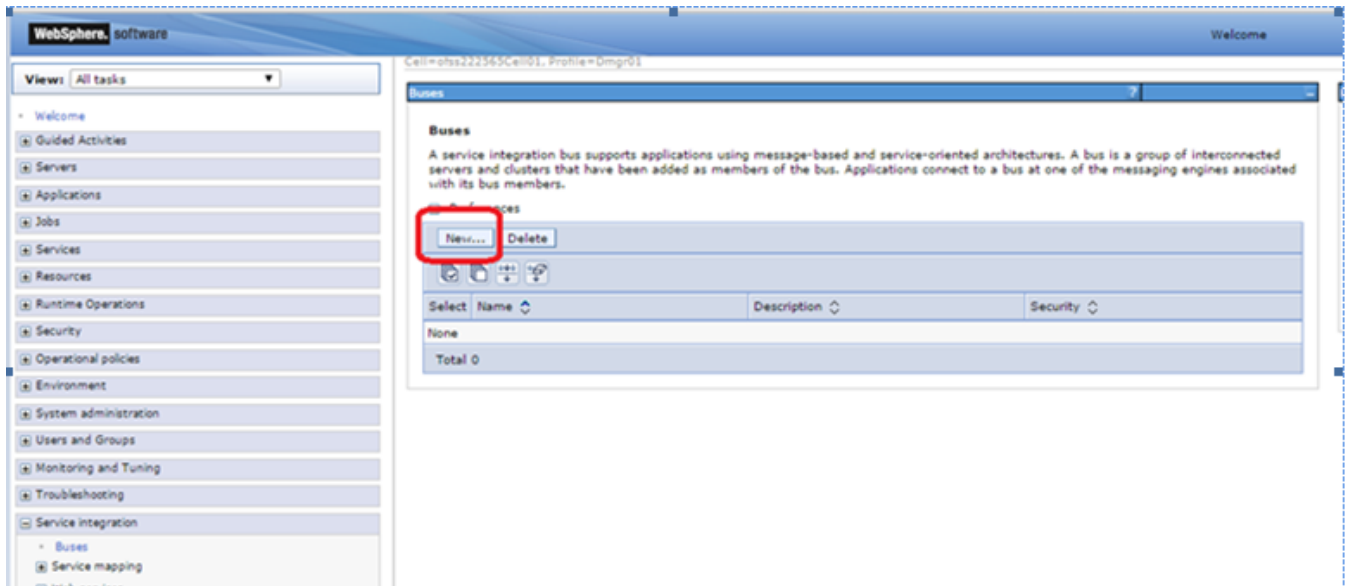 WebSphere. software
Welcome
View: All tasks
Cell=ofss222565Cell01, Profile=Dmgr01
Welcome
Guided Activities
Servers
Applications
Jobs
Services
Resources
Runtime Operations
Security
Operational policies
Environment
System administration
Users and Groups
Monitoring and Tuning
Troubleshooting
Service integration
Buses
Service mapping
Buses
?
Buses
A service integration bus supports applications using message-based and service-oriented architectures. A bus is a group of interconnected
servers and clusters that have been added as members of the bus. Applications connect to a bus at one of the messaging engines associated
with its bus members.
Preferences
New... Delete
Select Name Description Security
None
Total 0